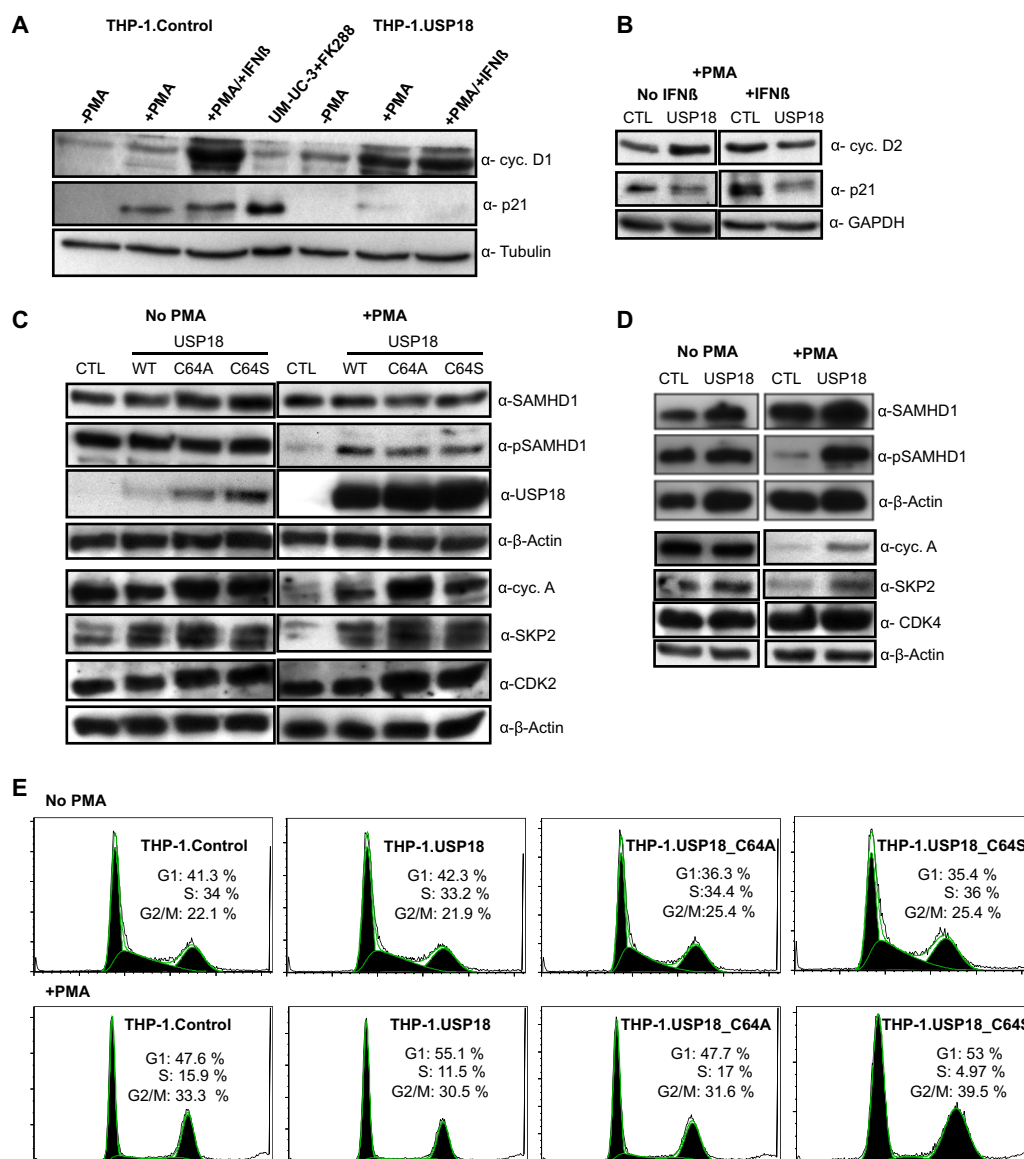 A
THP-1.Control
THP-1.USP18
-PMA
+PMA
+PMA/+IFNß
UM-UC-3+FK288
-PMA
+PMA
+PMA/+IFNß
α- cyc. D1
α- p21
α- Tubulin
B
+PMA
No IFNß +IFNß
CTL USP18 CTL USP18
α- cyc. D2
α- p21
α- GAPDH
C
No PMA +PMA
USP18 USP18
CTL WT C64A C64S CTL WT C64A C64S
α-SAMHD1
α-pSAMHD1
α-USP18
α-β-Actin
α-cyc. A
α-SKP2
α-CDK2
α-β-Actin
D
No PMA +PMA
CTL USP18 CTL USP18
α-SAMHD1
α-pSAMHD1
α-β-Actin
α-cyc. A
α-SKP2
α- CDK4
α-β-Actin
E
No PMA
THP-1.Control
G1: 41.3 %
S: 34 %
G2/M: 22.1 %
THP-1.USP18
G1: 42.3 %
S: 33.2 %
G2/M: 21.9 %
THP-1.USP18_C64A
G1:36.3 %
S:34.4 %
G2/M:25.4 %
THP-1.USP18_C64S
G1: 35.4 %
S: 36 %
G2/M: 25.4 %
+PMA
THP-1.Control
G1: 47.6 %
S: 15.9 %
G2/M: 33.3 %
THP-1.USP18
G1: 55.1 %
S: 11.5 %
G2/M: 30.5 %
THP-1.USP18_C64A
G1: 47.7 %
S: 17 %
G2/M: 31.6 %
THP-1.USP18_C64S
G1: 53 %
S: 4.97 %
G2/M: 39.5 %